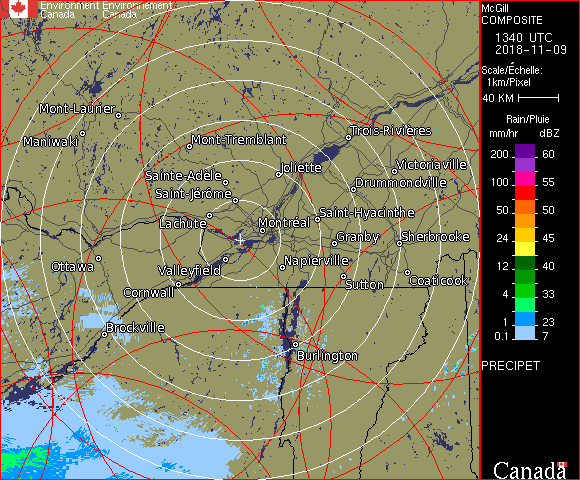 Environment Environnement
Canada Canada
McGill
COMPOSITE
1340 UTC
2018-11-09
Scale/Échelle:
1km/Pixel
40 KM
Rain/Pluie
mm/hr dBZ
200 60
55
100 55
50 50
24 45
12 40
4 33
1 23
0.1 7
PRECIPET
Canada
Mont-Laurier
Maniwaki
Mont-Tremblant
Trois-Rivières
Sainte-Adèle
Joliette
Victoriaville
Saint-Jérôme
Drummondville
Lachute
Montréal
Saint-Hyacinthe
Granby
Sherbrooke
Ottawa
Valleyfield
Napierville
Cornwall
Sutton
Coaticook
Brockville
Burlington